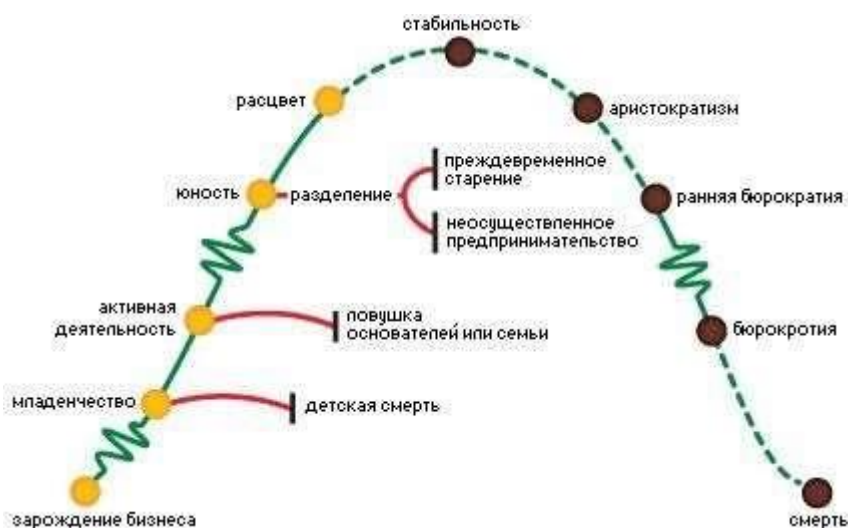 стабильность
расцвет
аристократизм
преждевременное
старение
юность
разделение
ранняя бюрократия
неосуществленное
предпринимательство
активная
деятельность
ловушка
основателей или семьи
бюрокротия
младенчество
детская смерть
зарождение бизнеса
смерть